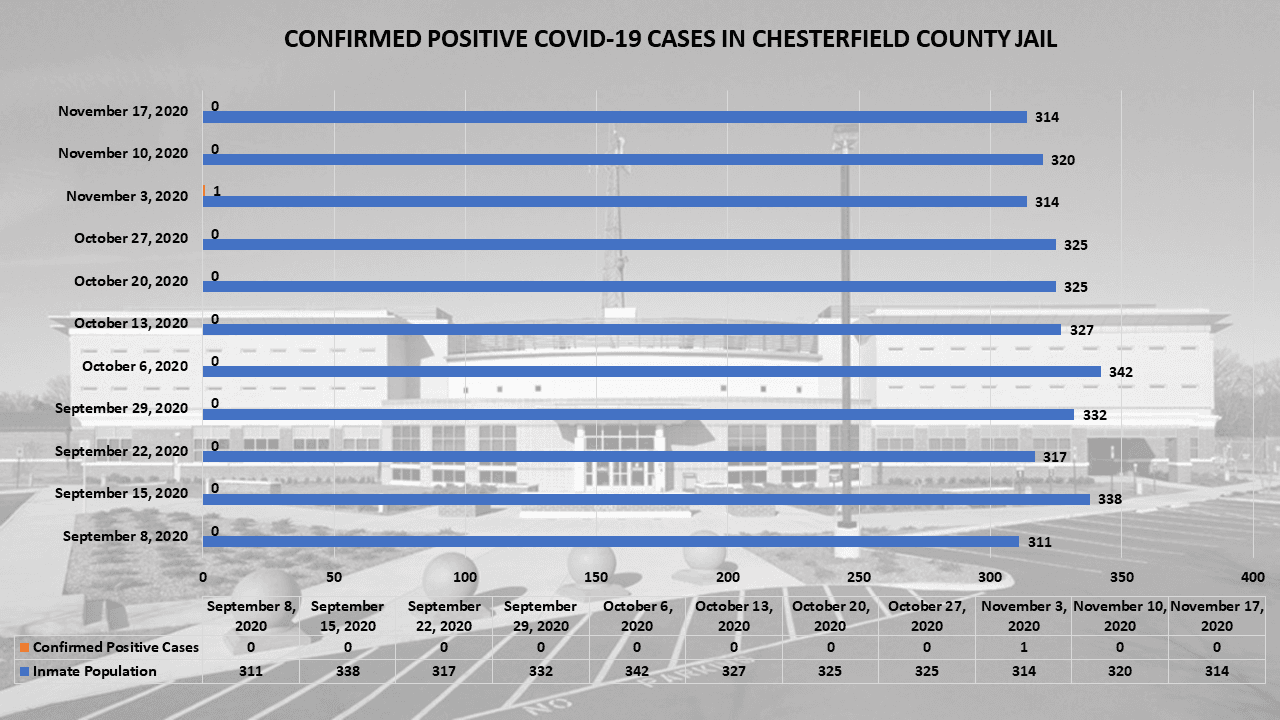 CONFIRMED POSITIVE COVID-19 CASES IN CHESTERFIELD COUNTY JAIL
November 17, 2020 0 314
November 10, 2020 0 320
November 3, 2020 1 314
October 27, 2020 0 325
October 20, 2020 0 325
October 13, 2020 0 327
October 6, 2020 0 342
September 29, 2020 0 332
September 22, 2020 0 317
September 15, 2020 0 338
September 8, 2020 0 311
0 50 100 150 200 250 300 350 400
September 8, September September September October 6, October 13, October 20, October 27, November 3, November 10, November 17,
2020 15, 2020 22, 2020 29, 2020 2020 2020 2020 2020 2020 2020 2020
Confirmed Positive Cases 0 0 0 0 0 0 0 0 1 0 0
Inmate Population 311 338 317 332 342 327 325 325 314 320 314
NO PARKING